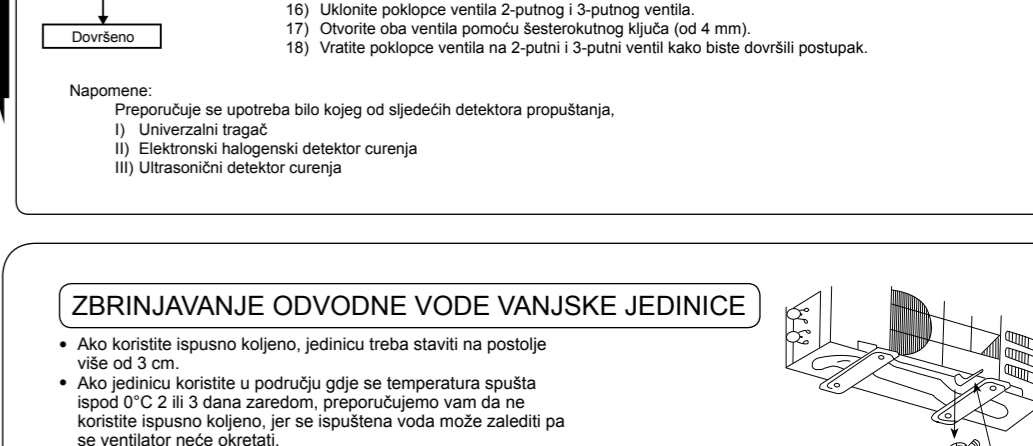 16) Uklonite poklopce ventila 2-putnog i 3-putnog ventila.
17) Otvorite oba ventila pomoću šesterokutnog ključa (od 4 mm).
18) Vratite poklopce ventila na 2-putni i 3-putni ventil kako biste dovršili postupak.
Dovršeno
Napomene:
Preporučuje se upotreba bilo kojeg od sljedećih detektora propuštanja,
I) Univerzalni tragač
II) Elektronski halogenski detektor curenja
III) Ultrasonični detektor curenja
ZBRINJAVANJE ODVODNE VODE VANJSKE JEDINICE
• Ako koristite ispusno koljeno, jedinicu treba staviti na postolje
više od 3 cm.
• Ako jedinicu koristite u području gdje se temperatura spušta
ispod 0°C 2 ili 3 dana zaredom, preporučujemo vam da ne
koristite ispusno koljeno, jer se ispuštena voda može zalediti pa
se ventilator neće okretati.